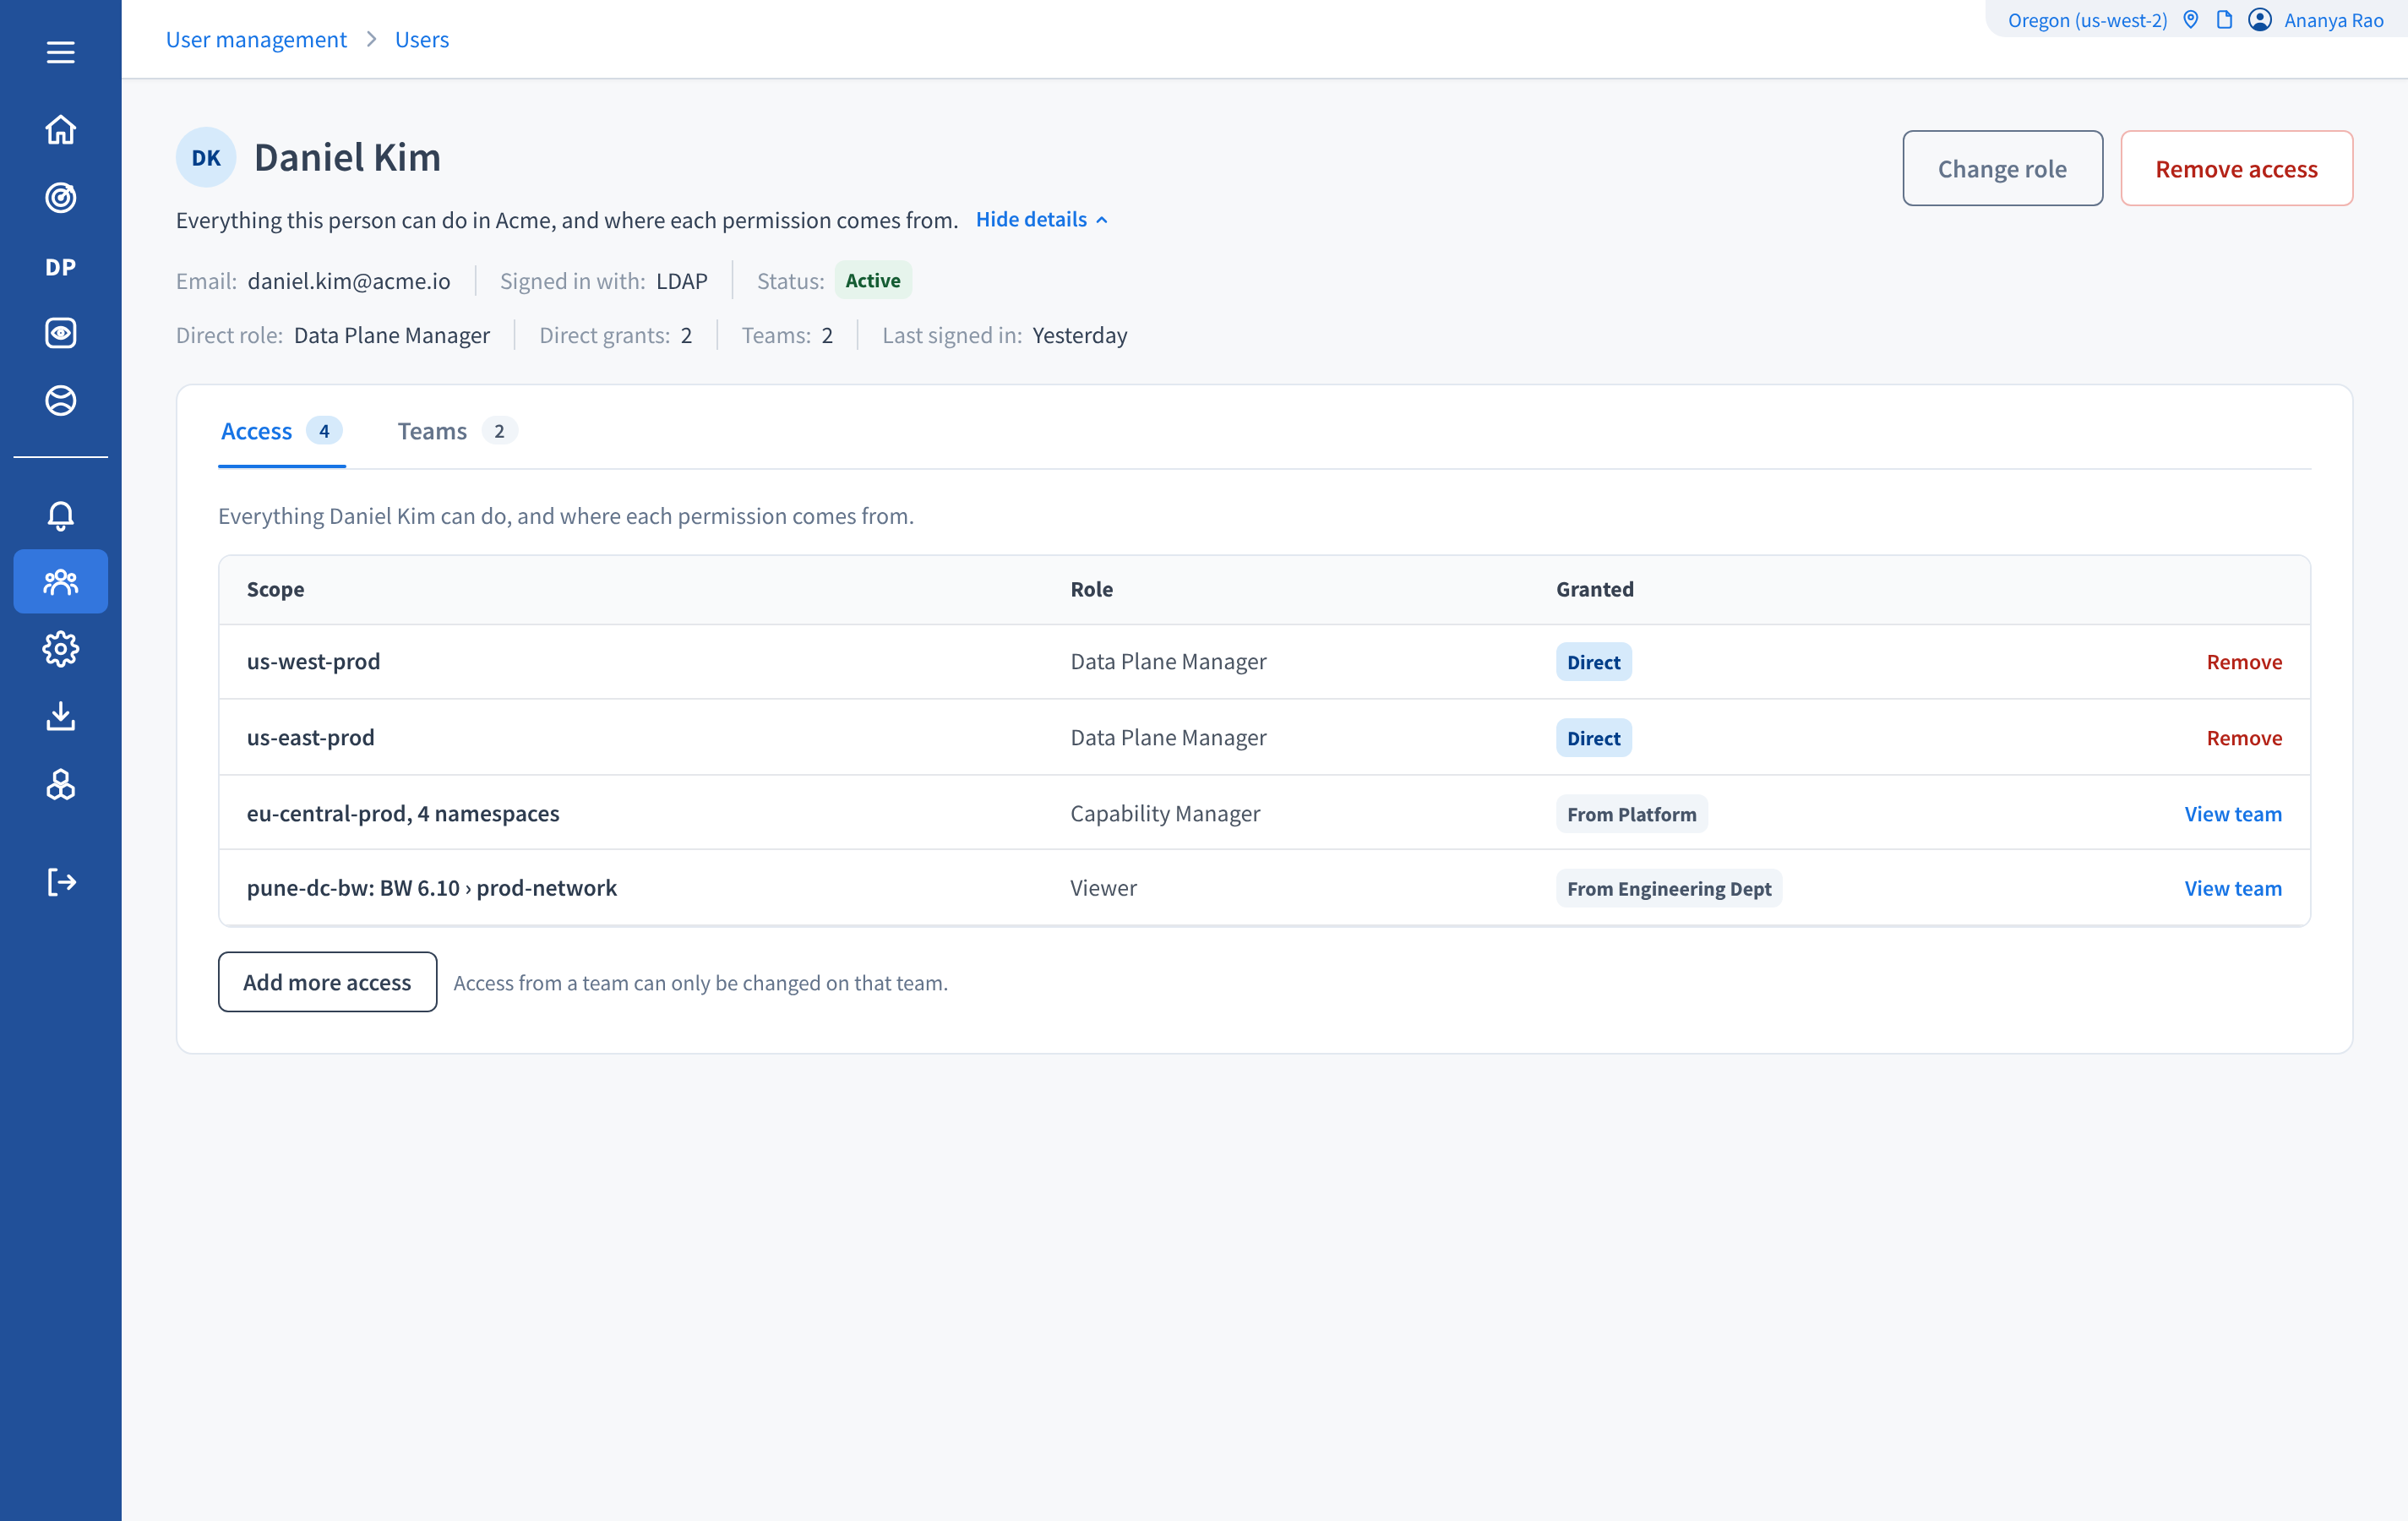 User management > Users
Oregon (us-west-2) Ananya Rao
DP
DK Daniel Kim
Change role Remove access
Everything this person can do in Acme, and where each permission comes from. Hide details
Email: daniel.kim@acme.io Signed in with: LDAP Status: Active
Direct role: Data Plane Manager Direct grants: 2 Teams: 2 Last signed in: Yesterday
Access 4 Teams 2
Everything Daniel Kim can do, and where each permission comes from.
Scope Role Granted
us-west-prod Data Plane Manager Direct Remove
us-east-prod Data Plane Manager Direct Remove
eu-central-prod, 4 namespaces Capability Manager From Platform View team
pune-dc-bw: BW 6.10 › prod-network Viewer From Engineering Dept View team
Add more access Access from a team can only be changed on that team.